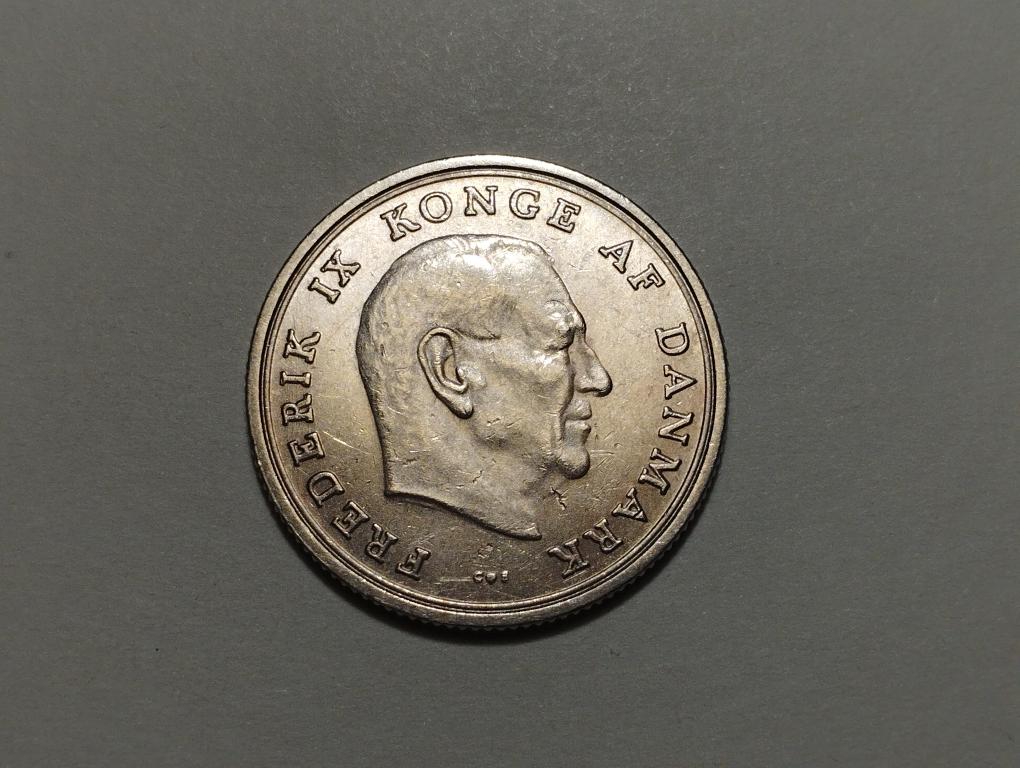 FREDERIK IX KONGE AF DANMARK
C♥S